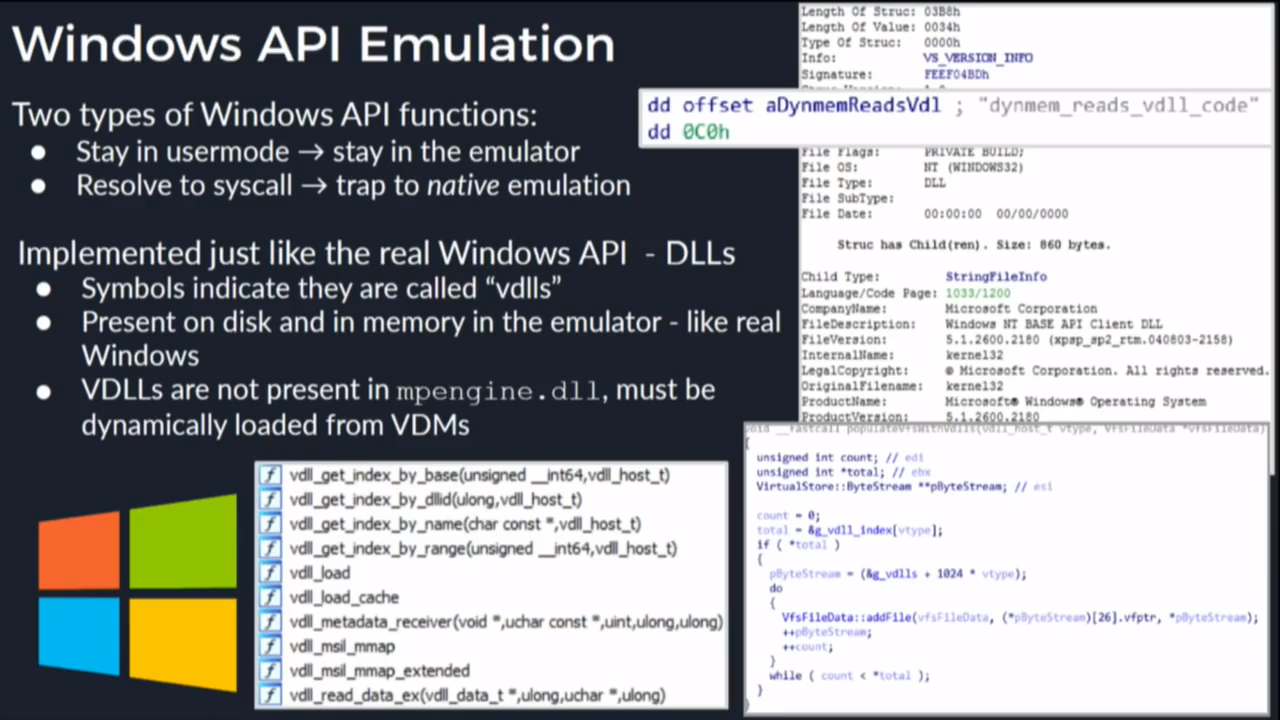 Windows API Emulation
Two types of Windows API functions:
● Stay in usermode → stay in the emulator
● Resolve to syscall → trap to native emulation
Implemented just like the real Windows API - DLLs
● Symbols indicate they are called “vdlls”
● Present on disk and in memory in the emulator - like real
Windows
● VDLLs are not present in mpengine.dll, must be
dynamically loaded from VDMs
Length Of Struc: 03B8h
Length Of Value: 0034h
Type Of Struc: 0000h
Info: VS_VERSION_INFO
Signature: FEEF04BDh
dd offset aDynmemReadsVdl ; "dynmem_reads_vdll_code"
dd 0C0h
File Flags: PRIVATE BUILD;
File OS: NT (WINDOWS32)
File Type: DLL
File SubType:
File Date: 00:00:00 00/00/0000
Struc has Child(ren). Size: 860 bytes.
Child Type: StringFileInfo
Language/Code Page: 1033/1200
CompanyName: Microsoft Corporation
FileDescription: Windows NT BASE API Client DLL
FileVersion: 5.1.2600.2180 (xpsp_sp2_rtm.040803-2158)
InternalName: kernel32
LegalCopyright: © Microsoft Corporation. All rights reserved.
OriginalFilename: kernel32
ProductName: Microsoft® Windows® Operating System
ProductVersion: 5.1.2600.2180
vdll_get_index_by_base(unsigned __int64,vdll_host_t)
vdll_get_index_by_dllid(ulong,vdll_host_t)
vdll_get_index_by_name(char const *,vdll_host_t)
vdll_get_index_by_range(unsigned __int64,vdll_host_t)
vdll_load
vdll_load_cache
vdll_metadata_receiver(void *,uchar const *,uint,ulong,ulong)
vdll_msil_mmap
vdll_msil_mmap_extended
vdll_read_data_ex(vdll_data_t *,ulong,uchar *,ulong)
void __fastcall populateVfsWithVdlls(vdll_host_t vtype, VfsFileData *vfsFileData)
{
unsigned int count; // edi
unsigned int *total; // ebx
VirtualStore::ByteStream **pByteStream; // esi
count = 0;
total = &g_vdll_index[vtype];
if ( *total )
{
pByteStream = (&g_vdlls + 1024 * vtype);
do
{
VfsFileData::addFile(vfsFileData, (*pByteStream)[26].vfptr, *pByteStream);
++pByteStream;
++count;
}
while ( count < *total );
}
}